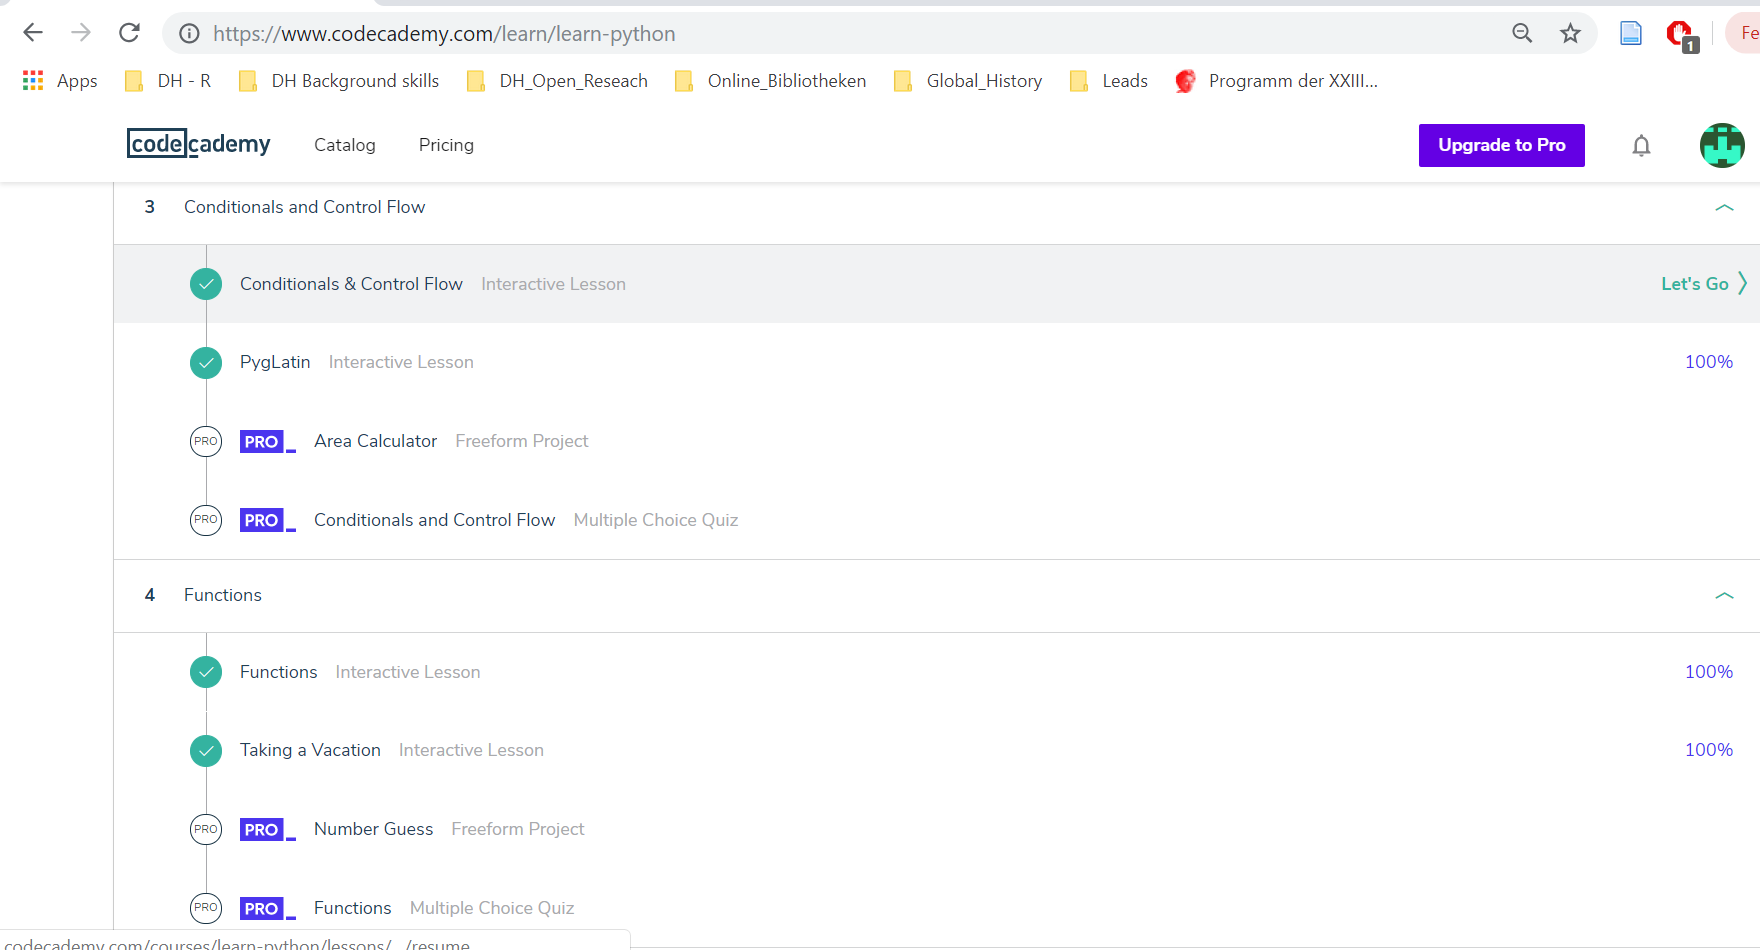 https://www.codecademy.com/learn/learn-python
1
Fe
Apps DH - R DH Background skills DH_Open_Reseach Online_Bibliotheken Global_History Leads Programm der XXIII...
codecademy Catalog Pricing Upgrade to Pro
3 Conditionals and Control Flow
Conditionals & Control Flow Interactive Lesson Let's Go
PygLatin Interactive Lesson 100%
PRO PRO_ Area Calculator Freeform Project
PRO PRO_ Conditionals and Control Flow Multiple Choice Quiz
4 Functions
Functions Interactive Lesson 100%
Taking a Vacation Interactive Lesson 100%
PRO PRO_ Number Guess Freeform Project
PRO PRO_ Functions Multiple Choice Quiz
codecademy.com/courses/learn-python/lessons/.../resume